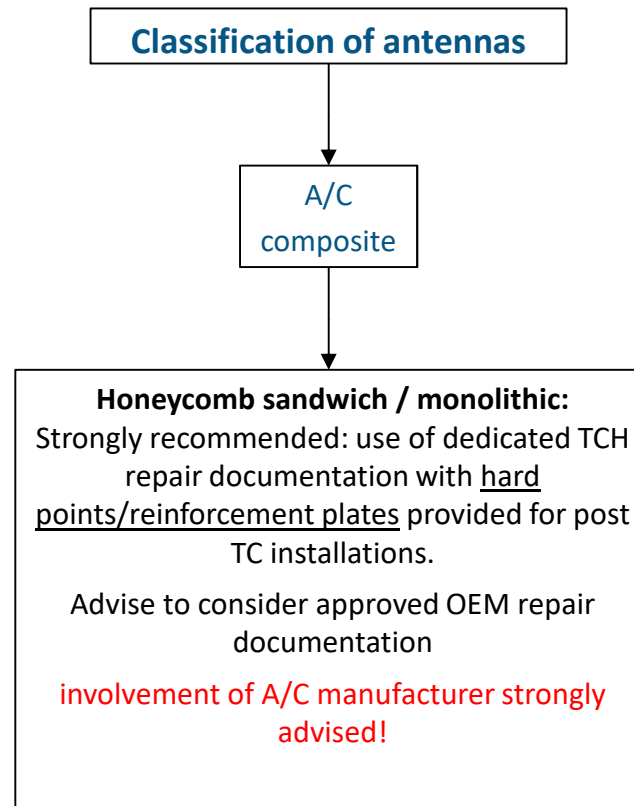 Classification of antennas
A/C
composite
Honeycomb sandwich / monolithic:
Strongly recommended: use of dedicated TCH
repair documentation with hard
points/reinforcement plates provided for post
TC installations.
Advise to consider approved OEM repair
documentation
involvement of A/C manufacturer strongly
advised!